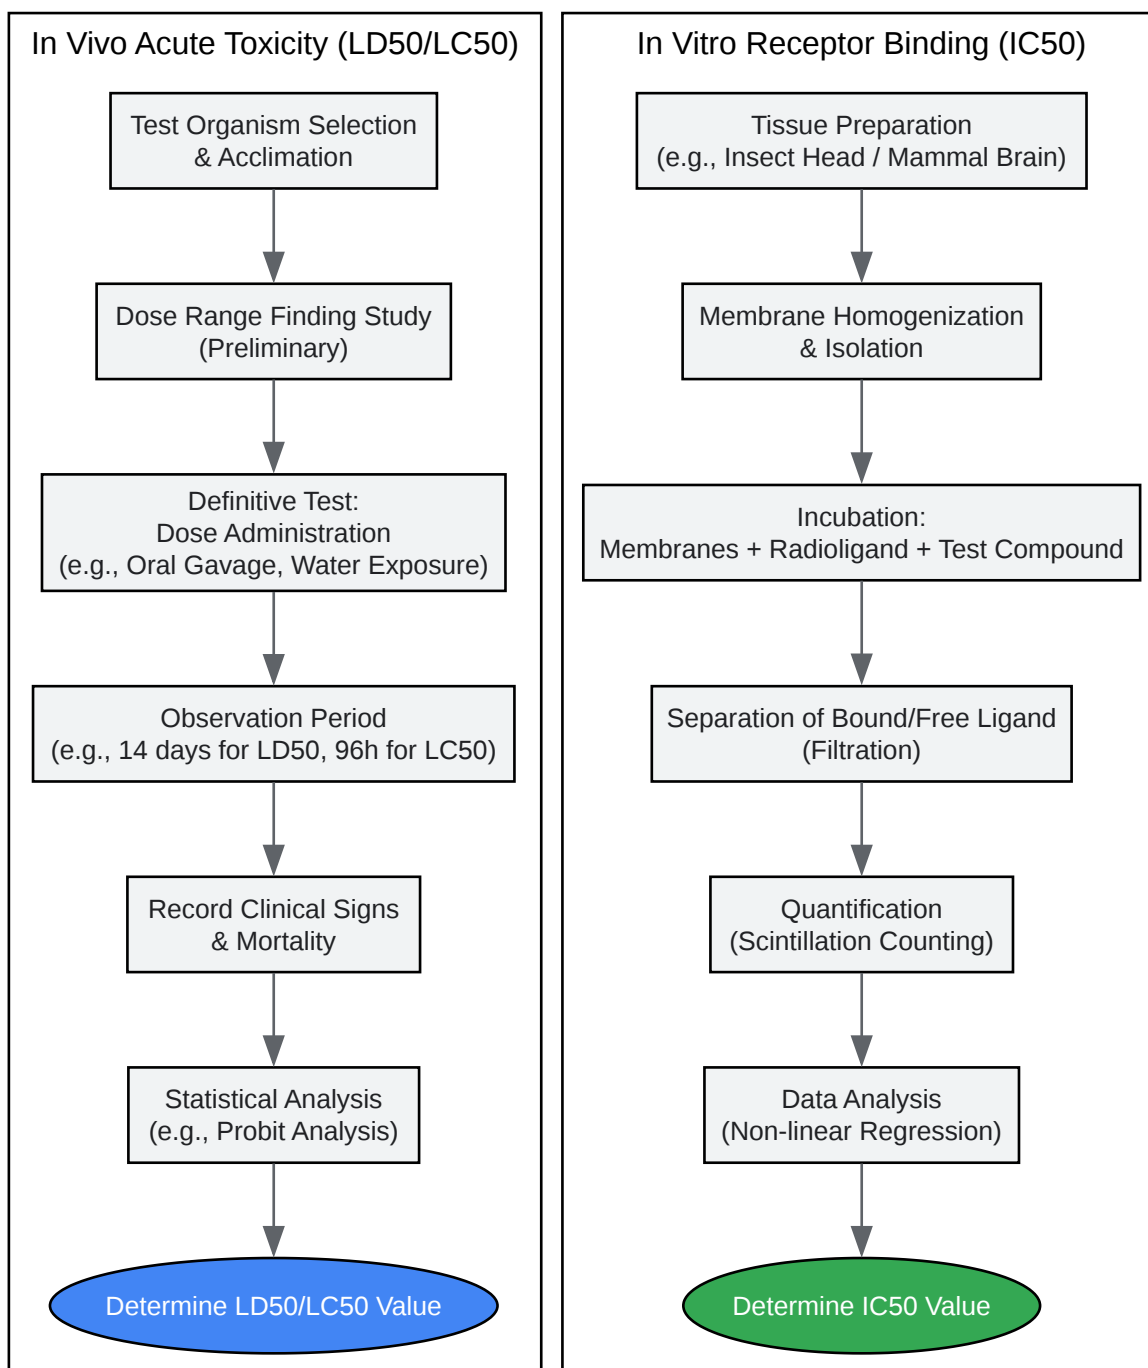 In Vivo Acute Toxicity (LD50/LC50)
Test Organism Selection
& Acclimation
Dose Range Finding Study
(Preliminary)
Definitive Test:
Dose Administration
(e.g., Oral Gavage, Water Exposure)
Observation Period
(e.g., 14 days for LD50, 96h for LC50)
Record Clinical Signs
& Mortality
Statistical Analysis
(e.g., Probit Analysis)
Determine LD50/LC50 Value
In Vitro Receptor Binding (IC50)
Tissue Preparation
(e.g., Insect Head / Mammal Brain)
Membrane Homogenization
& Isolation
Incubation:
Membranes + Radioligand + Test Compound
Separation of Bound/Free Ligand
(Filtration)
Quantification
(Scintillation Counting)
Data Analysis
(Non-linear Regression)
Determine IC50 Value